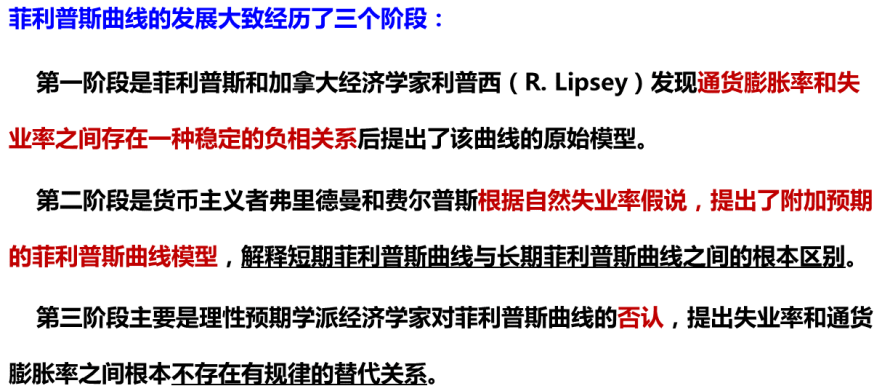 菲利普斯曲线的发展大致经历了三个阶段：
第一阶段是菲利普斯和加拿大经济学家利普西（R. Lipsey）发现通货膨胀率和失
业率之间存在一种稳定的负相关系后提出了该曲线的原始模型。
第二阶段是货币主义者弗里德曼和费尔普斯根据自然失业率假说，提出了附加预期
的菲利普斯曲线模型，解释短期菲利普斯曲线与长期菲利普斯曲线之间的根本区别。
第三阶段主要是理性预期学派经济学家对菲利普斯曲线的否认，提出失业率和通货
膨胀率之间根本不存在有规律的替代关系。